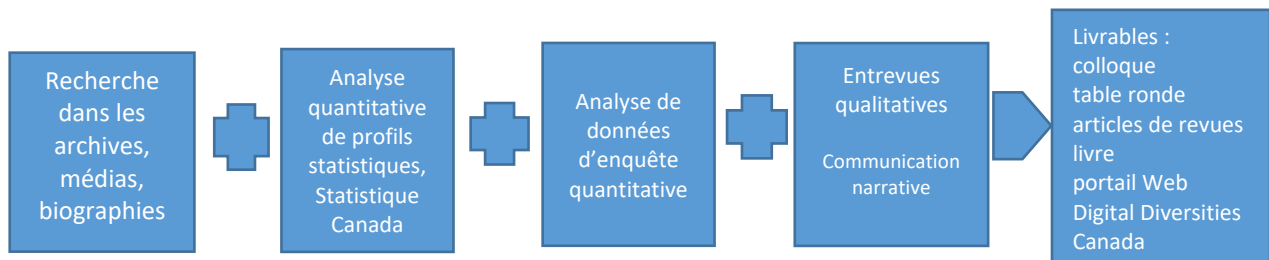 Recherche
dans les
archives,
médias,
biographies
Analyse
quantitative
de profils
statistiques,
Statistique
Canada
Analyse de
données
d’enquête
quantitative
Entrevues
qualitatives
Communication
narrative
Livrables :
colloque
table ronde
articles de revues
livre
portail Web
Digital Diversities
Canada